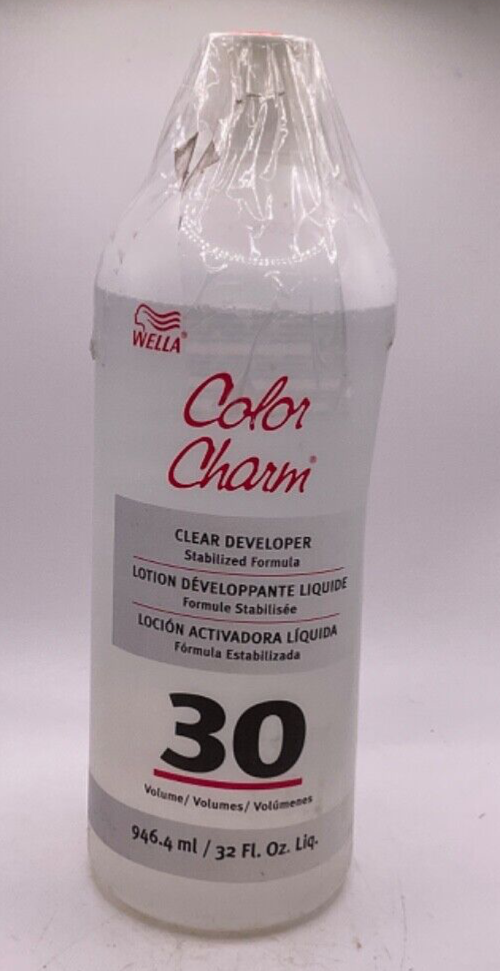 WELLA®
Color
Charm®
CLEAR DEVELOPER
Stabilized Formula
LOTION DÉVELOPPANTE LIQUIDE
Formule Stabilisée
LOCIÓN ACTIVADORA LÍQUIDA
Fórmula Estabilizada
30
Volume/ Volumes/ Volúmenes
946.4 ml / 32 Fl. Oz. Liq.